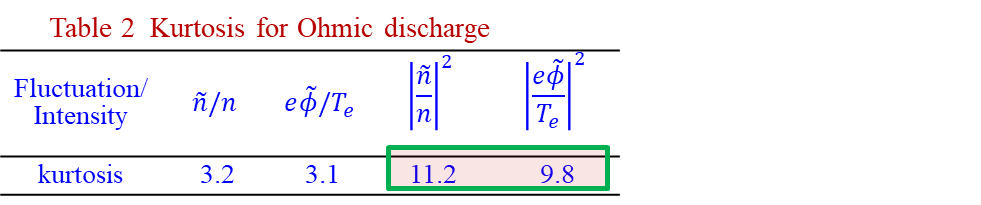 Table 2 Kurtosis for Ohmic discharge
Fluctuation/
Intensity
ñ/n
eϕ̃/Tₑ
|ñ/n|²
|eϕ̃/Tₑ|²
kurtosis 3.2 3.1 11.2 9.8